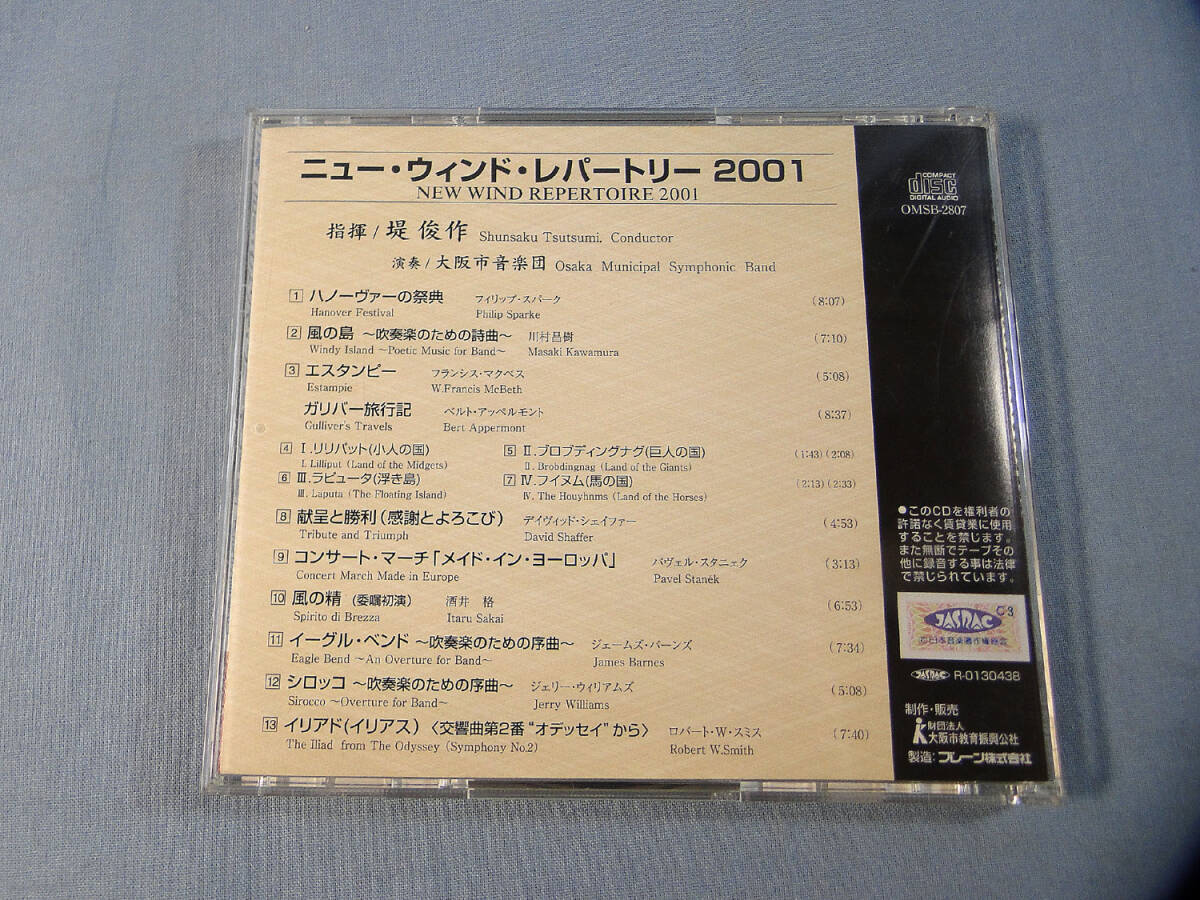 ニュー・ウィンド・レパートリー 2001
NEW WIND REPERTOIRE 2001
指揮/堤 俊作 Shunsaku Tsutsumi, Conductor
演奏/大阪市音楽団 Osaka Municipal Symphonic Band
1 ハノーヴァーの祭典 フィリップ・スパーク (8:07)
Hanover Festival Philip Sparke
2 風の島 〜吹奏楽のための詩曲〜 川村昌樹 (7:10)
Windy Island 〜Poetic Music for Band〜 Masaki Kawamura
3 エスタンピー フランシス・マクベス (5:08)
Estampie W.Francis McBeth
ガリバー旅行記 ベルト・アッペルモント (8:37)
Gulliver's Travels Bert Appermont
4 Ⅰ.リリパット(小人の国) 5 Ⅱ.ブロブディングナグ(巨人の国) (1:43) (2:08)
Ⅰ. Lilliput (Land of the Midgets) Ⅱ. Brobdingnag (Land of the Giants)
6 Ⅲ.ラピュータ(浮き島) 7 Ⅳ.フイヌム(馬の国) (2:13) (2:33)
Ⅲ. Laputa (The Floating Island) Ⅳ. The Houyhnms (Land of the Horses)
8 献呈と勝利(感謝とよろこび) デイヴィッド・シェイファー (4:53)
Tribute and Triumph David Shaffer
9 コンサート・マーチ「メイド・イン・ヨーロッパ」 パヴェル・スタニェク (3:13)
Concert March Made in Europe Pavel Stanék
10 風の精 (委嘱初演) 酒井 格 (6:53)
Spirito di Brezza Itaru Sakai
11 イーグル・ベンド 〜吹奏楽のための序曲〜 ジェームズ・バーンズ (7:34)
Eagle Bend 〜An Overture for Band〜 James Barnes
12 シロッコ 〜吹奏楽のための序曲〜 ジェリー・ウィリアムズ (5:08)
Sirocco 〜Overture for Band〜 Jerry Williams
13 イリアド(イリアス) 〈交響曲第2番“オデッセイ”から〉 ロバート・W・スミス (7:40)
The Iliad from The Odyssey (Symphony No.2) Robert W.Smith
COMPACT
disc
DIGITAL AUDIO
OMSB-2807
●このCDを権利者の
許諾なく賃貸業に使用
することを禁じます。
また無断でテープその
他に録音する事は法律
で禁じられています。
C3
JASRAC
日本音楽著作権協会
JASRAC R-0130438
制作・販売
財団法人
大阪市教育振興公社
製造:ブレーン株式会社